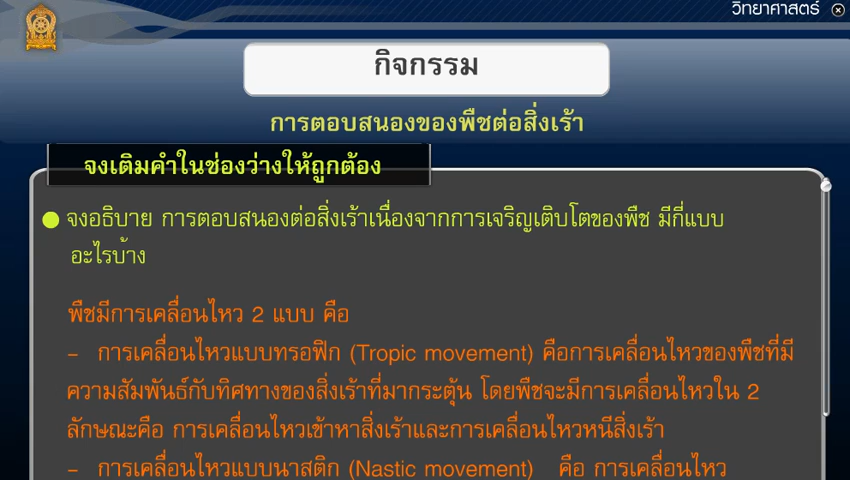 วิทยาศาสตร์
กิจกรรม
การตอบสนองของพืชต่อสิ่งเร้า
จงเติมคำในช่องว่างให้ถูกต้อง
จงอธิบาย การตอบสนองต่อสิ่งเร้าเนื่องจากการเจริญเติบโตของพืช มีกี่แบบ
อะไรบ้าง
พืชมีการเคลื่อนไหว 2 แบบ คือ
- การเคลื่อนไหวแบบทรอฟิก (Tropic movement) คือการเคลื่อนไหวของพืชที่มี
ความสัมพันธ์กับทิศทางของสิ่งเร้าที่มากระตุ้น โดยพืชจะมีการเคลื่อนไหวใน 2
ลักษณะคือ การเคลื่อนไหวเข้าหาสิ่งเร้าและการเคลื่อนไหวหนีสิ่งเร้า
- การเคลื่อนไหวแบบนาสติก (Nastic movement) คือ การเคลื่อนไหว